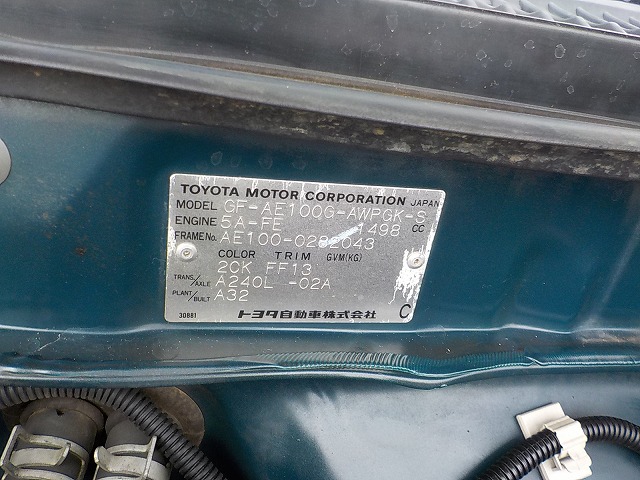 TOYOTA MOTOR CORPORATION JAPAN
MODEL GF-AE100G-AWPGK-S
ENGINE 5A-FE 1498 CC
FRAME No. AE100-0282043
COLOR TRIM GVM(KG)
2CK FF13
TRANS./AXLE A240L -02A
PLANT/BUILT A32
30881 トヨタ自動車株式会社 C